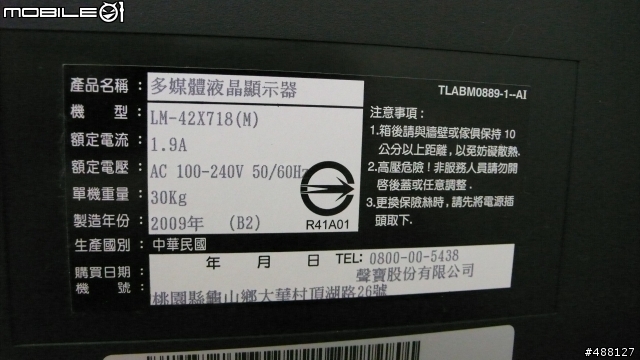 MOBILE01
TLABM0889-1--AI
產品名稱：多媒體液晶顯示器
機　　型：LM-42X718(M)
額定電流：1.9A
額定電壓：AC 100-240V 50/60Hz
單機重量：30Kg
製造年份：2009年　(B2)
生產國別：中華民國
R41A01
注意事項：
1.箱後請與牆壁或傢俱保持 10
公分以上距離，以免妨礙散熱.
2.高壓危險！非服務人員請勿開
啓後蓋或任意調整.
3.更換保險絲時，請先將電源插
頭取下.
購買日期：　　年　月　日
機　　號：
TEL: 0800-00-5438
聲寶股份有限公司
桃園縣龜山鄉大華村頂湖路26號
#488127